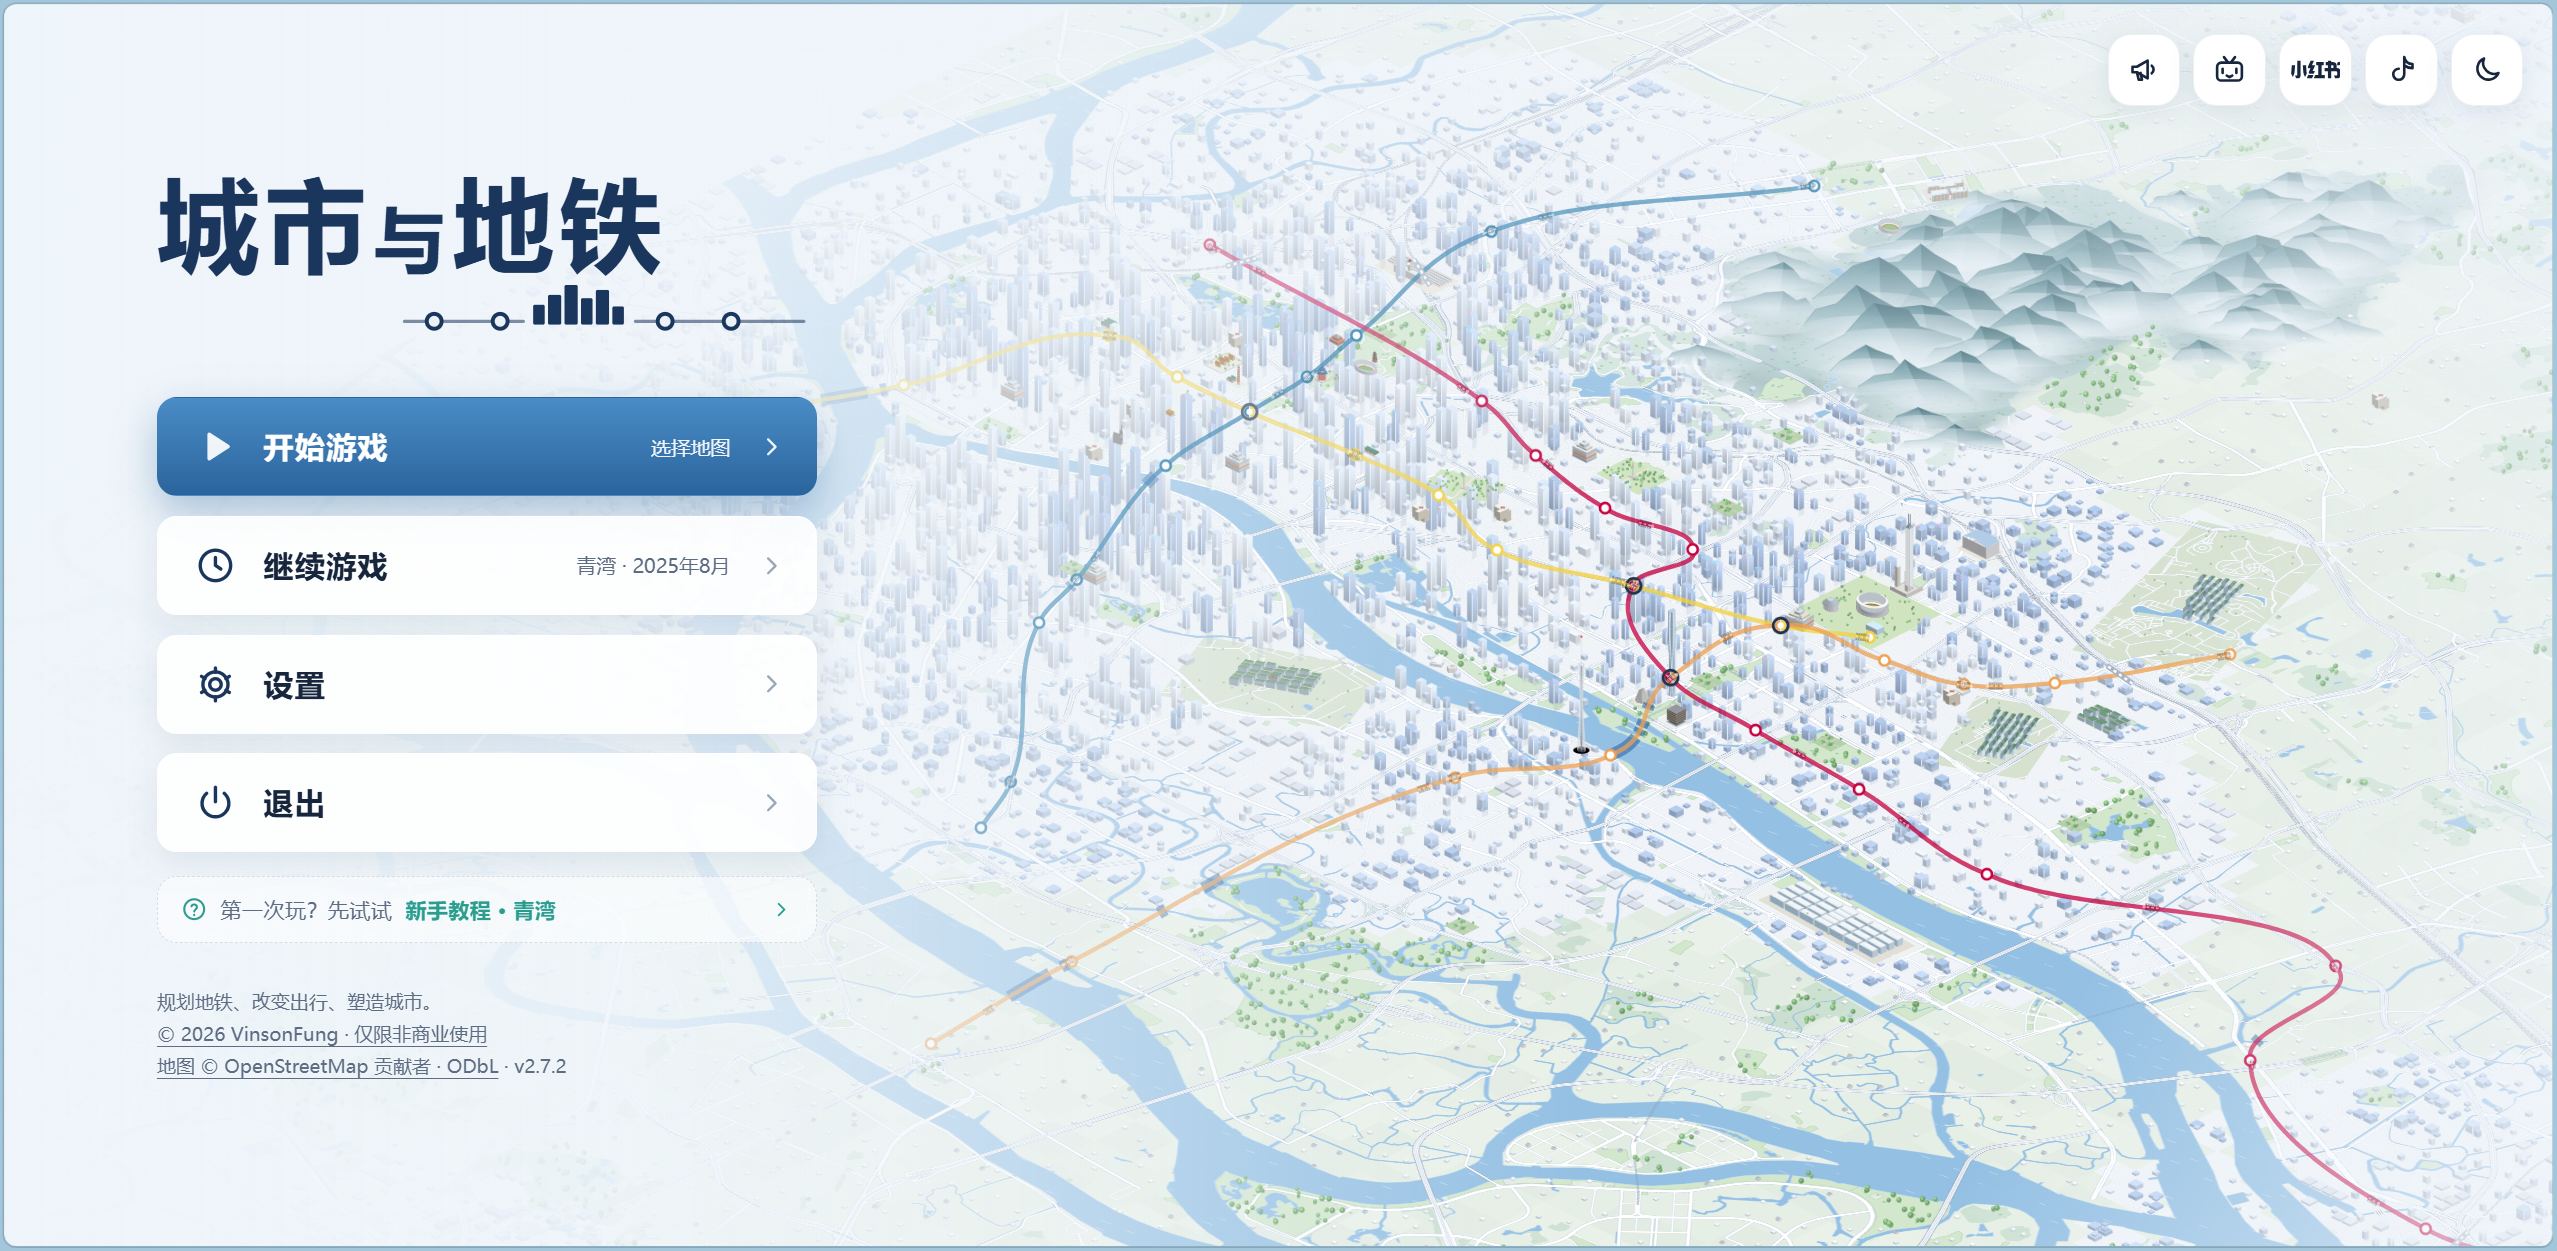 小红书
城市与地铁
开始游戏 选择地图
继续游戏 青湾 · 2025年8月
设置
退出
第一次玩？先试试 新手教程 • 青湾
规划地铁、改变出行、塑造城市。
© 2026 VinsonFung · 仅限非商业使用
地图 © OpenStreetMap 贡献者 · ODbL · v2.7.2